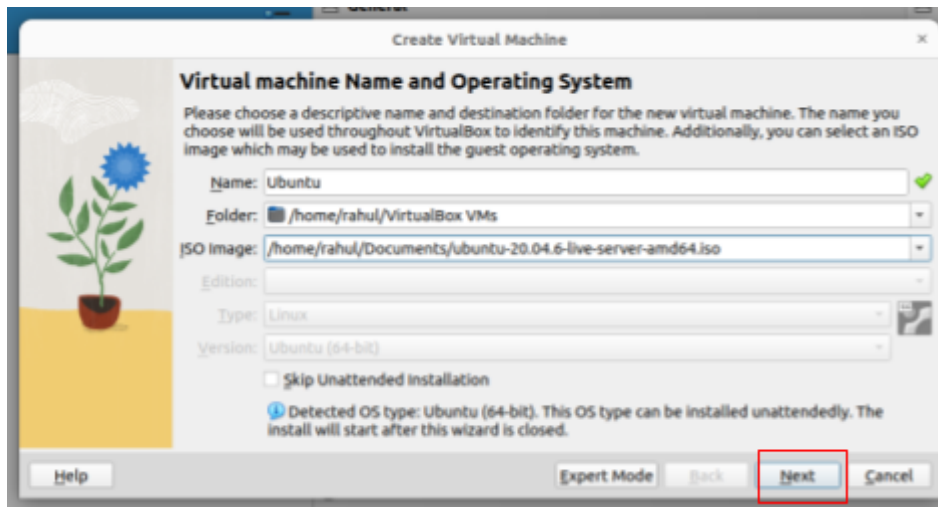 General
Create Virtual Machine
Virtual machine Name and Operating System
Please choose a descriptive name and destination folder for the new virtual machine. The name you
choose will be used throughout VirtualBox to identify this machine. Additionally, you can select an ISO
image which may be used to install the guest operating system.
Name: Ubuntu
Folder: /home/rahul/VirtualBox VMs
ISO Image: /home/rahul/Documents/ubuntu-20.04.6-live-server-amd64.iso
Edition:
Type: Linux
Version: Ubuntu (64-bit)
Skip Unattended Installation
Detected OS type: Ubuntu (64-bit). This OS type can be installed unattendedly. The
install will start after this wizard is closed.
Help Expert Mode Back Next Cancel